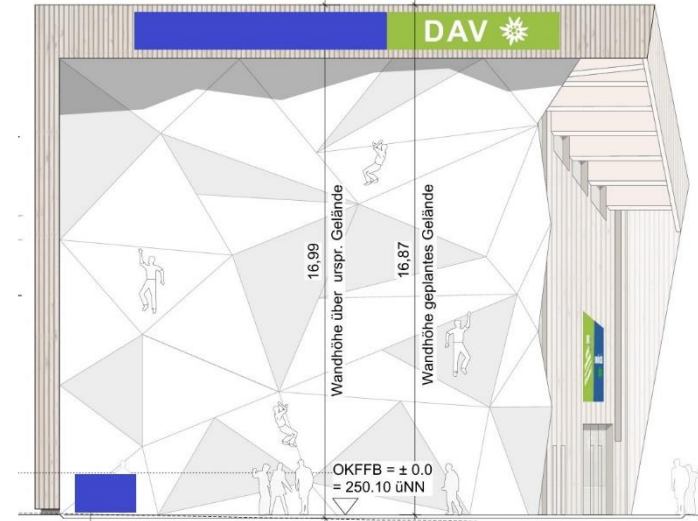 DAV
16,99
Wandhöhe über urspr. Gelände
16,87
Wandhöhe geplantes Gelände
OKFFB = ± 0.0
= 250.10 üNN